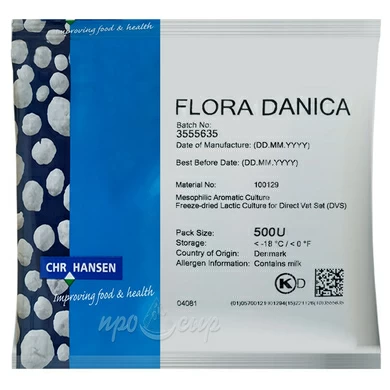 improving food & health
FLORA DANICA
Batch No:
3555635
Date of Manufacture: (DD.MM.YYYY)
Best Before Date: (DD.MM.YYYY)
Material No: 100129
Mesophilic Aromatic Culture
Freeze-dried Lactic Culture for Direct Vat Set (DVS)
Pack Size: 500U
Storage: < -18 °C / < 0 °F
Country of Origin: Denmark
Allergen Information: Contains milk
CHR HANSEN
Improving food & health
K D
04081
про сир